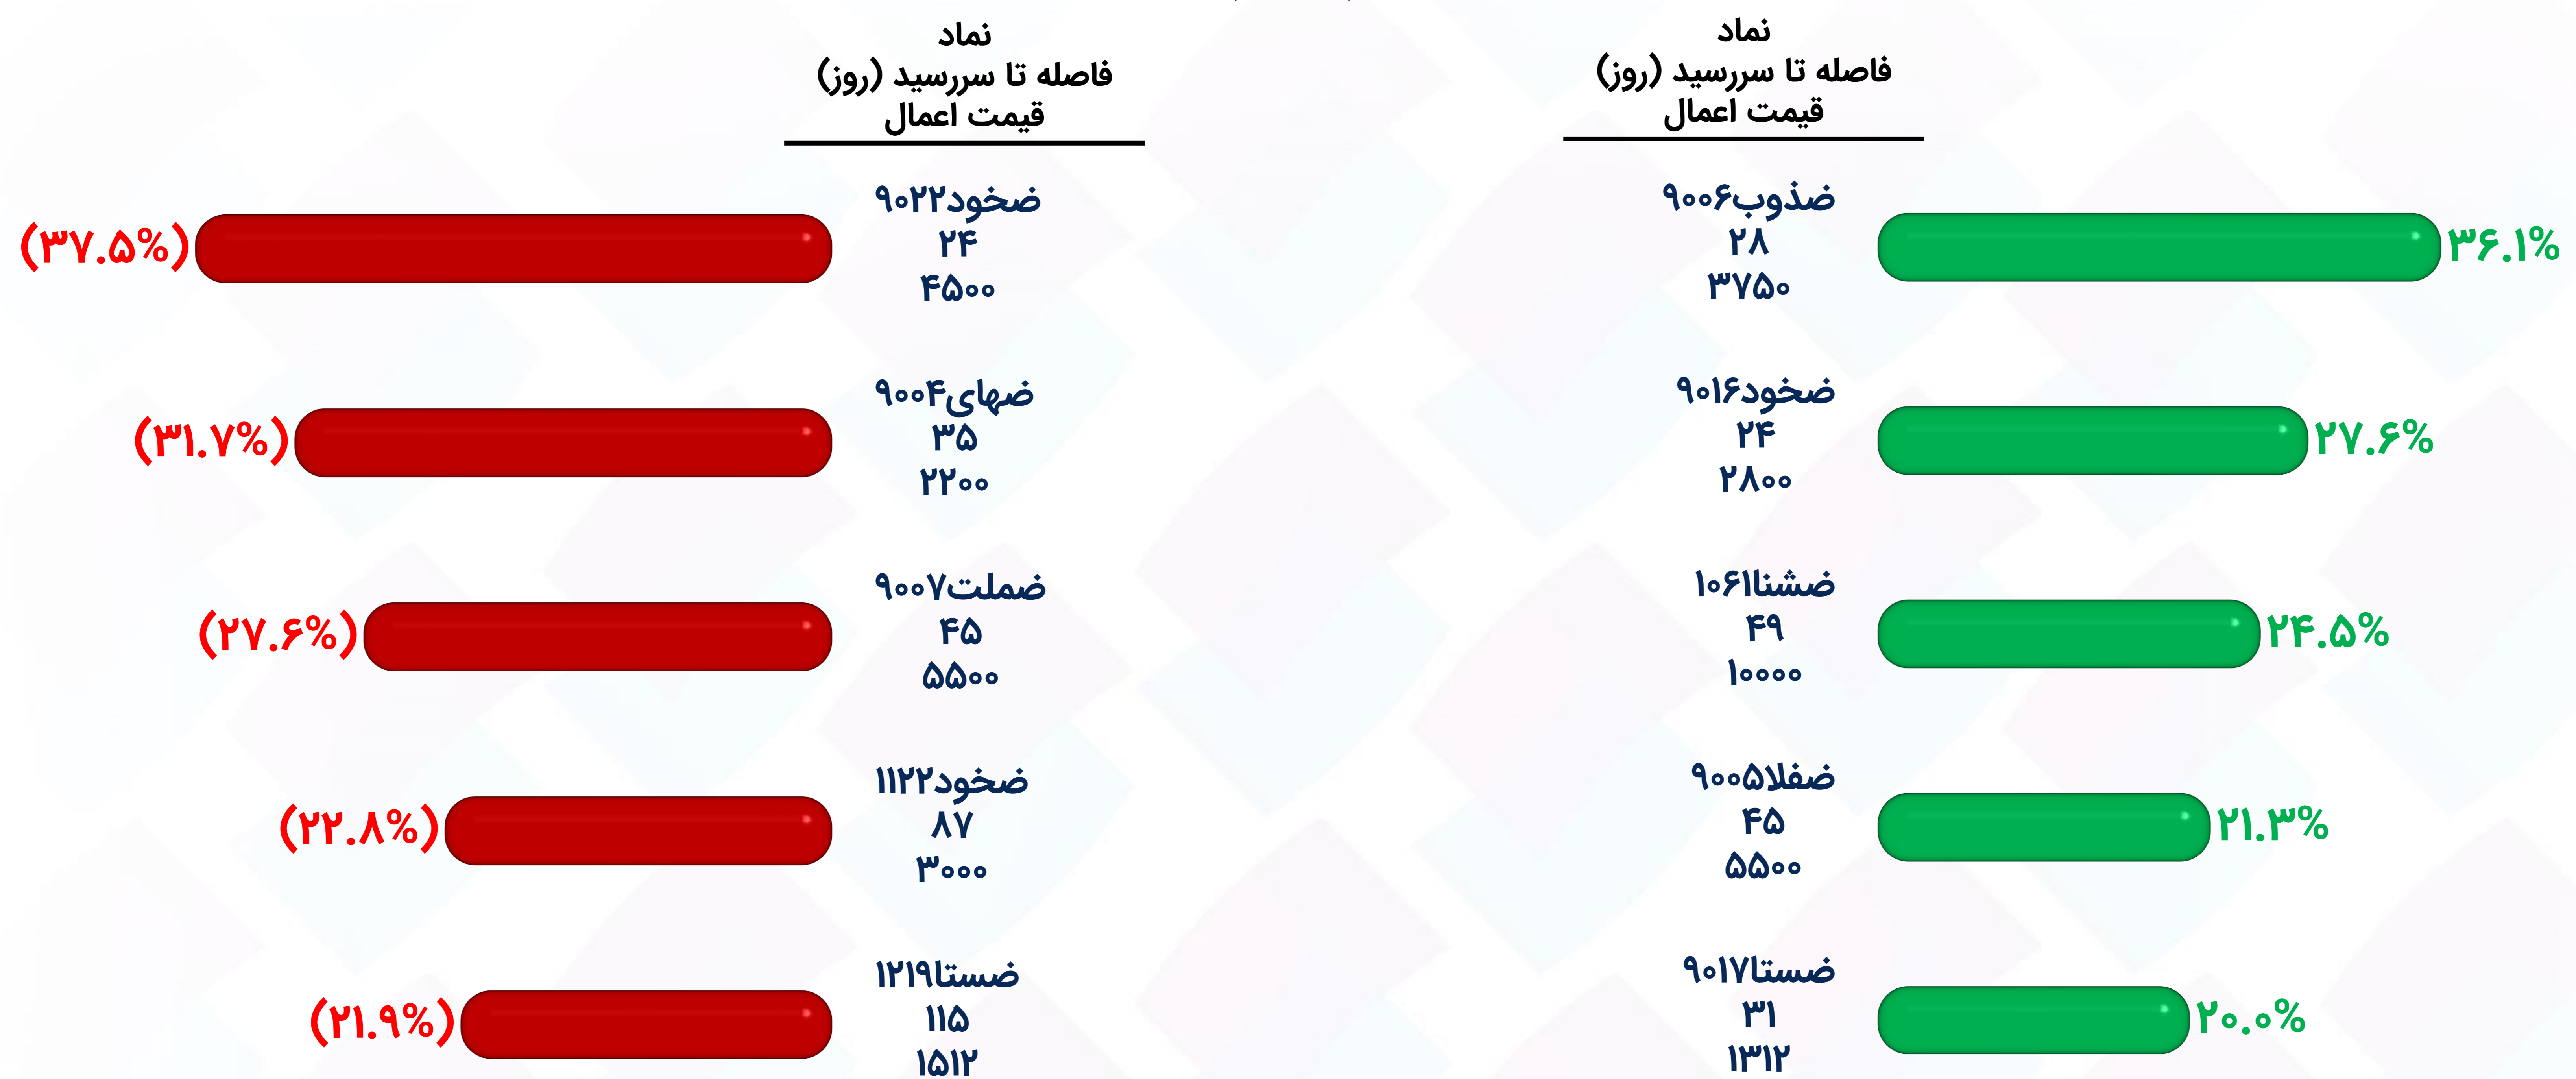 نماد
فاصله تا سررسید (روز)
قیمت اعمال
ضذوب۹۰۰۶
۲۸
۳۷۵۰
۳۶.۱%
ضخود۹۰۱۶
۲۴
۲۸۰۰
۲۷.۶%
ضشنا۱۰۶۱
۴۹
۱۰۰۰۰
۲۴.۵%
ضفلا۹۰۰۵
۴۵
۵۵۰۰
۲۱.۳%
ضستا۹۰۱۷
۳۱
۱۳۱۲
۲۰.۰%
نماد
فاصله تا سررسید (روز)
قیمت اعمال
ضخود۹۰۲۲
۲۴
۴۵۰۰
(۳۷.۵%)
ضهای۹۰۰۴
۳۵
۲۲۰۰
(۳۱.۷%)
ضملت۹۰۰۷
۴۵
۵۵۰۰
(۲۷.۶%)
ضخود۱۱۲۲
۸۷
۳۰۰۰
(۲۲.۸%)
ضستا۱۲۱۹
۱۱۵
۱۵۱۲
(۲۱.۹%)